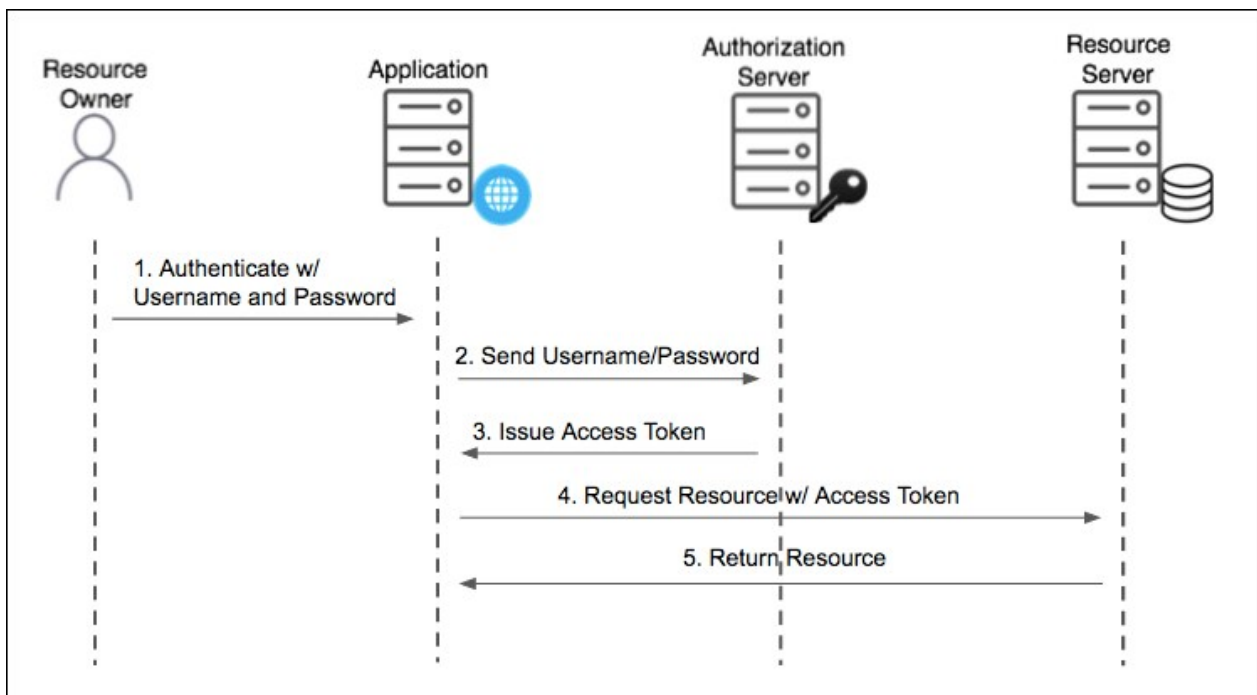 Resource
Owner
Application
Authorization
Server
Resource
Server
1. Authenticate w/
Username and Password
2. Send Username/Password
3. Issue Access Token
4. Request Resource w/ Access Token
5. Return Resource